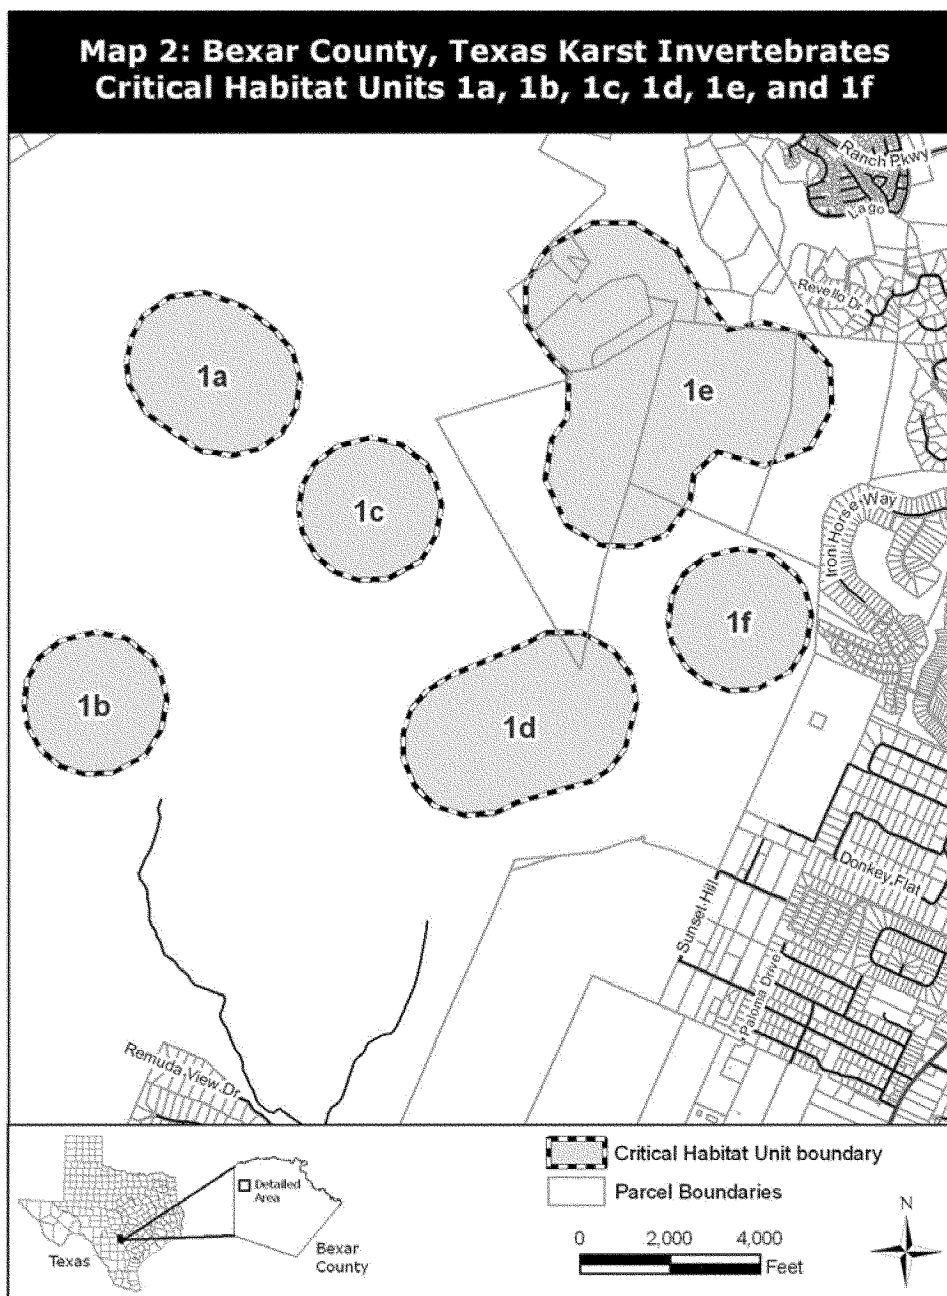 Map 2: Bexar County, Texas Karst Invertebrates
Critical Habitat Units 1a, 1b, 1c, 1d, 1e, and 1f
Ranch Pkwy
Lago
Revello Dr
1a
1e
1c
Iron Horse Way
1f
1b
1d
Donkey Flat
Sunset Hill
Paloma Drive
Remuda View Dr
Critical Habitat Unit boundary
Parcel Boundaries
Detailed
Area
Texas
Bexar
County
0 2,000 4,000
Feet
N